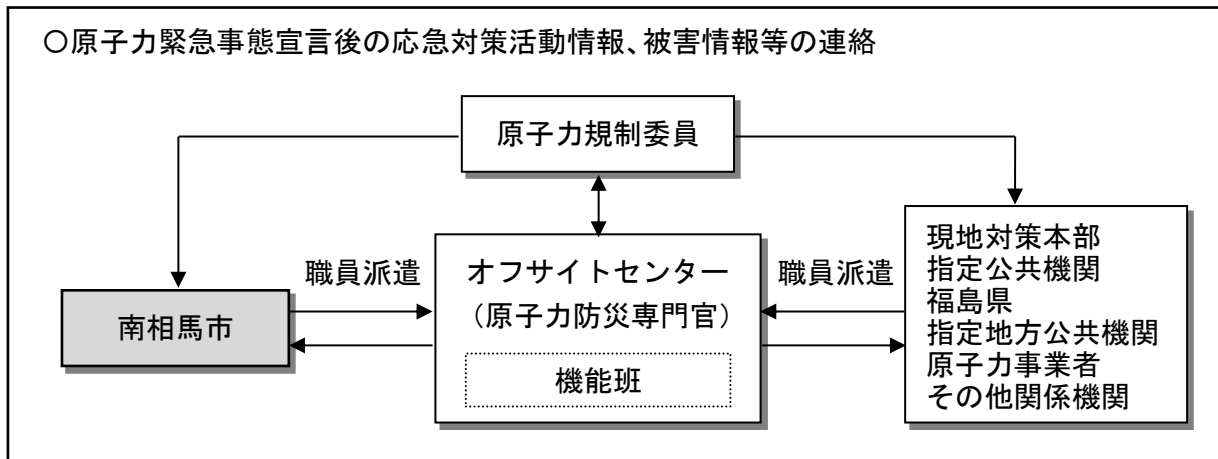 〇原子力緊急事態宣言後の応急対策活動情報、被害情報等の連絡
原子力規制委員
職員派遣
オフサイトセンター
（原子力防災専門官）
機能班
職員派遣
南相馬市
現地対策本部
指定公共機関
福島県
指定地方公共機関
原子力事業者
その他関係機関